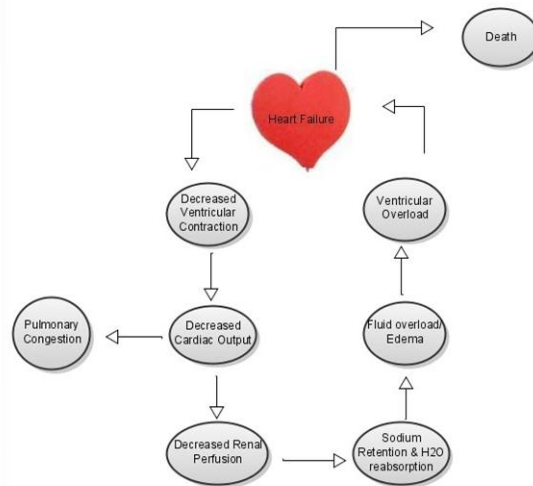 Death
Heart Failure
Decreased
Ventricular
Contraction
Ventricular
Overload
Pulmonary
Congestion
Decreased
Cardiac Output
Fluid overload/
Edema
Decreased Renal
Perfusion
Sodium
Retention & H2O
reabsorption